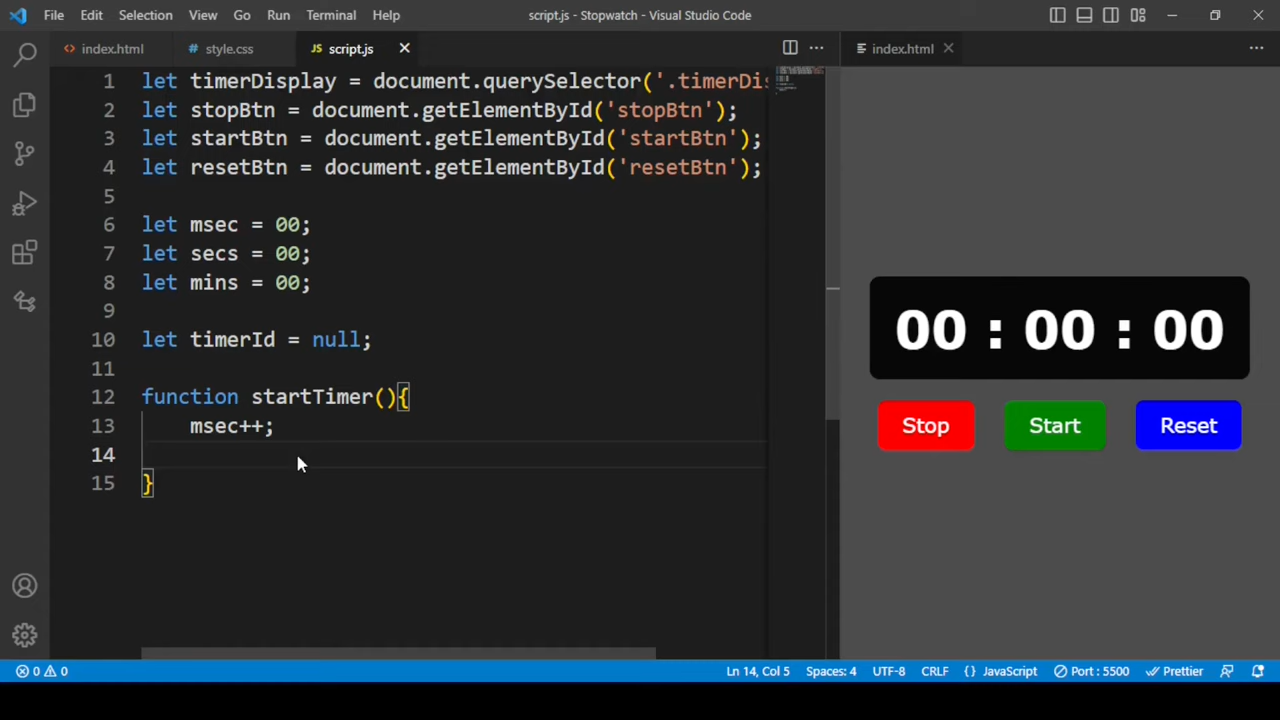 File Edit Selection View Go Run Terminal Help script.js - Stopwatch - Visual Studio Code
index.html # style.css JS script.js index.html
1 let timerDisplay = document.querySelector('.timerDis
2 let stopBtn = document.getElementById('stopBtn');
3 let startBtn = document.getElementById('startBtn');
4 let resetBtn = document.getElementById('resetBtn');
5
6 let msec = 00;
7 let secs = 00;
8 let mins = 00;
9
10 let timerId = null;
11
12 function startTimer(){
13 msec++;
14
15 }
00 : 00 : 00
Stop Start Reset
0 0 Ln 14, Col 5 Spaces: 4 UTF-8 CRLF {} JavaScript Port : 5500 Prettier